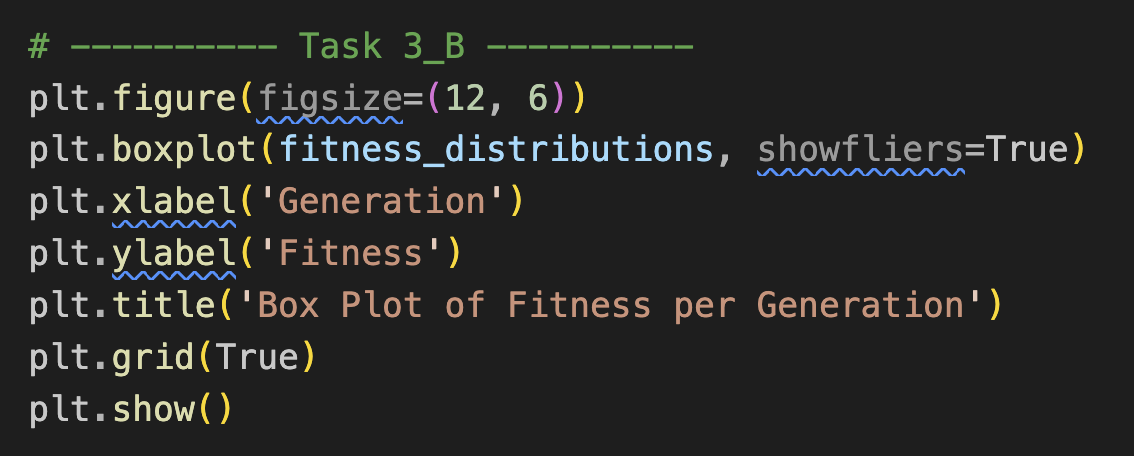 # ---------- Task 3_B ----------
plt.figure(figsize=(12, 6))
plt.boxplot(fitness_distributions, showfliers=True)
plt.xlabel('Generation')
plt.ylabel('Fitness')
plt.title('Box Plot of Fitness per Generation')
plt.grid(True)
plt.show()